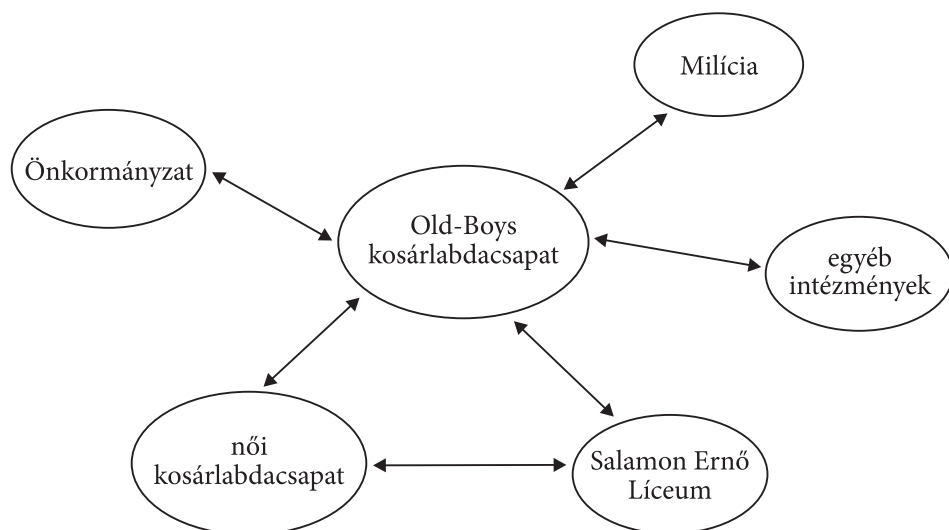 Milícia
Önkormányzat
Old-Boys
kosárlabdacsapat
egyéb
intézmények
női
kosárlabdacsapat
Salamon Ernő
Líceum